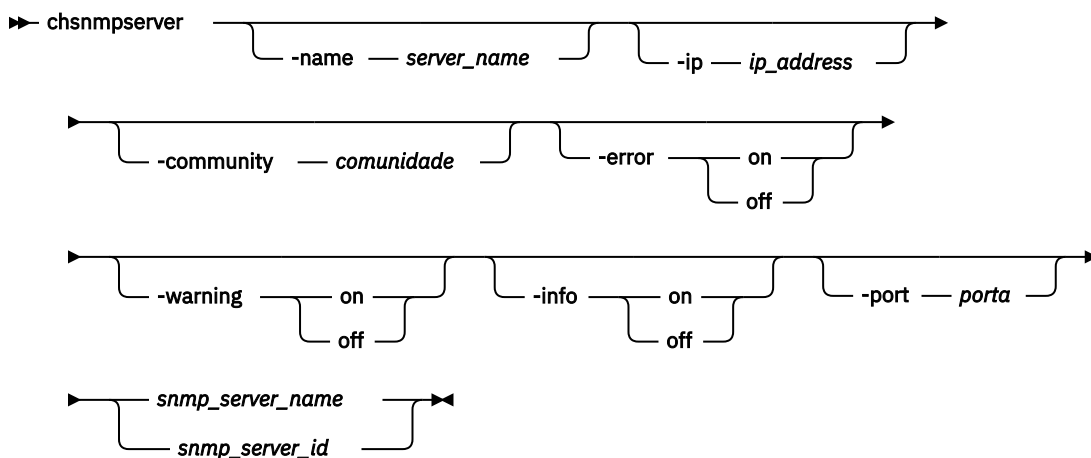 chsnmpserver
-name server_name -ip ip_address
-community comunidade -error on
off
-warning on -info on -port porta
off off
snmp_server_name
snmp_server_id